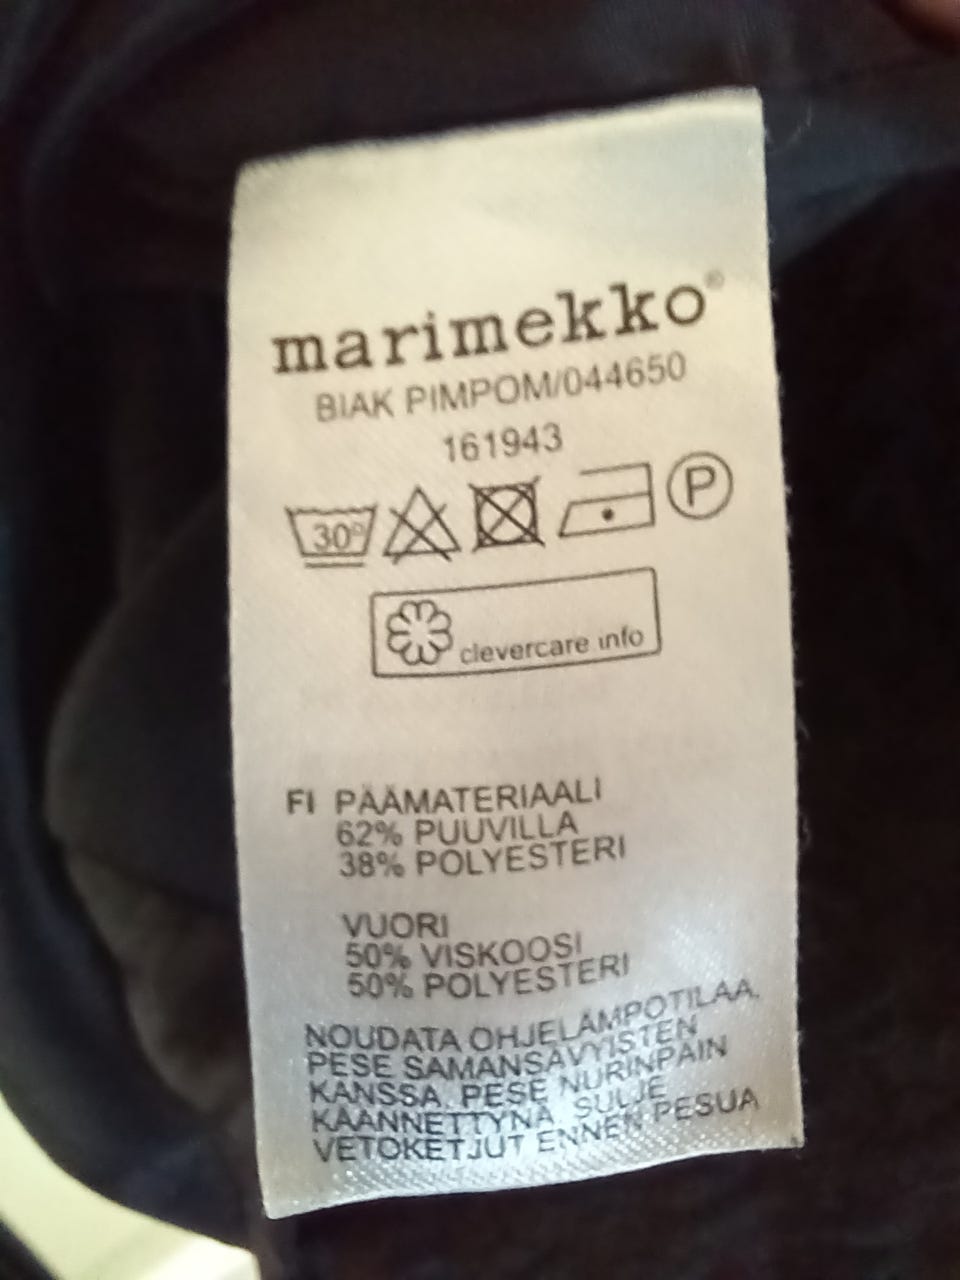 marimekko®
BIAK PIMPOM/044650
161943
30° P
clevercare.info
FI PÄÄMATERIAALI
62% PUUVILLA
38% POLYESTERI
VUORI
50% VISKOOSI
50% POLYESTERI
NOUDATA OHJELÄMPÖTILAA.
PESE SAMANSÄVYISTEN
KANSSA. PESE NURINPÄIN
KÄÄNNETTYNÄ. SULJE
VETOKETJUT ENNEN PESUA